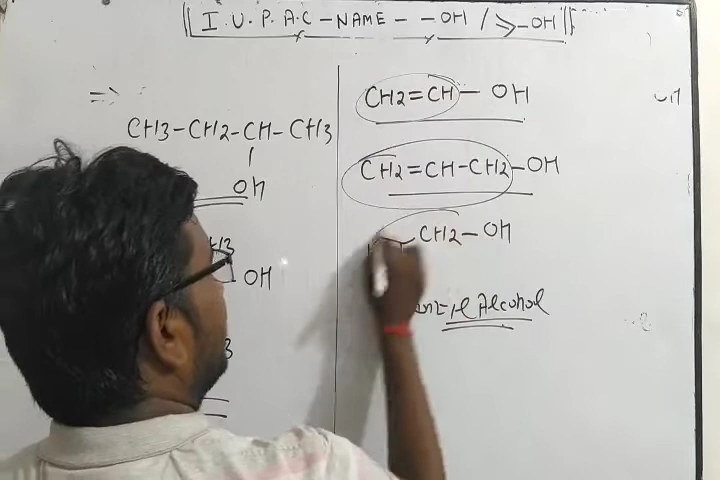 I.U.P.A.C-NAME- -OH / >-OH
=>
CH3-CH2-CH-CH3
OH
OH
CH2=CH-OH
CH2=CH-CH2-OH
CH2-OH
Alcohol